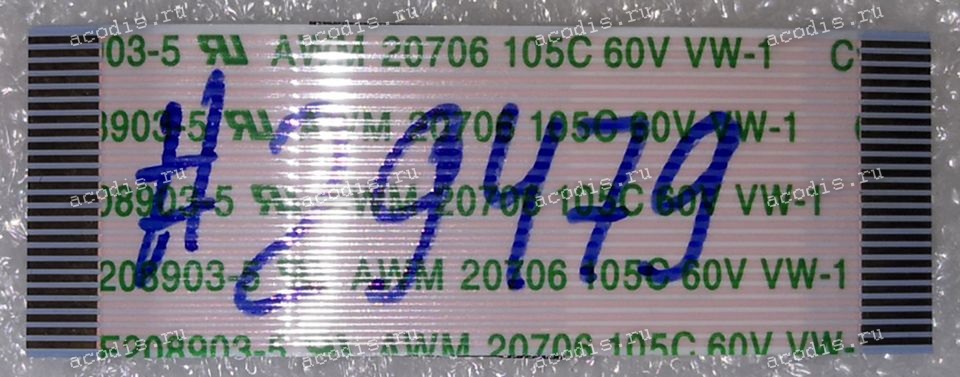 903-5 AWM 20706 105C 60V VW-1 C
8903-5 AWM 20706 105C 60V VW-1
208903-5 AWM 20706 105C 60V VW-1
208903-5 AWM 20706 105C 60V VW-1
E208903-5 AWM 20706 105C 60V VW-
#29479
acodis.ru